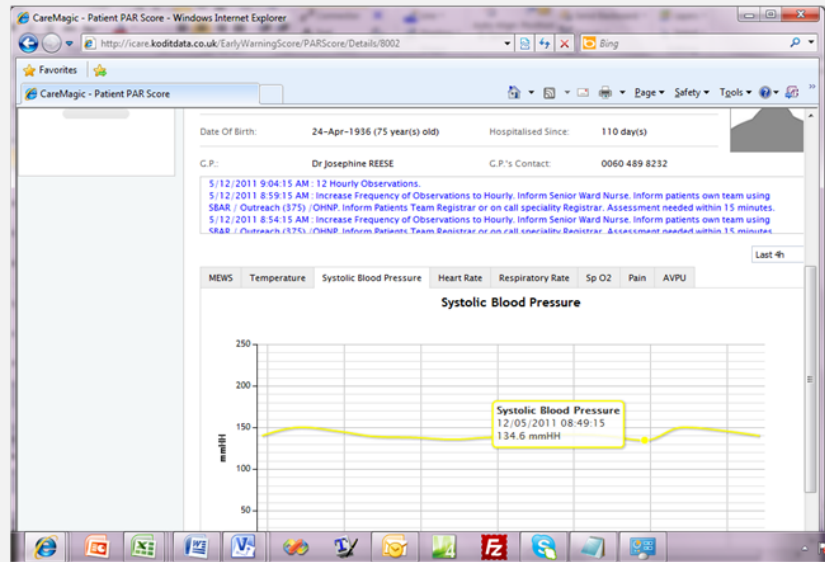 CareMagic - Patient PAR Score - Windows Internet Explorer
http://icare.koditdata.co.uk/EarlyWarningScore/PARScore/Details/8002
Bing
Favorites
CareMagic - Patient PAR Score
Page Safety Tools
Date Of Birth: 24-Apr-1936 (75 year(s) old) Hospitalised Since: 110 day(s)
G.P.: Dr Josephine REESE G.P.'s Contact: 0060 489 8232
5/12/2011 9:04:15 AM : 12 Hourly Observations.
5/12/2011 8:59:15 AM : Increase Frequency of Observations to Hourly. Inform Senior Ward Nurse. Inform patients own team using
SBAR / Outreach (375) /OHNP. Inform Patients Team Registrar or on call speciality Registrar. Assessment needed within 15 minutes.
5/12/2011 8:54:15 AM : Increase Frequency of Observations to Hourly. Inform Senior Ward Nurse. Inform patients own team using
SBAR / Outreach (375) /OHNP. Inform Patients Team Registrar or on call speciality Registrar. Assessment needed within 15 minutes.
Last 4h
MEWS Temperature Systolic Blood Pressure Heart Rate Respiratory Rate Sp O2 Pain AVPU
Systolic Blood Pressure
250
200
Systolic Blood Pressure
12/05/2011 08:49:15
134.6 mmHH
150
mmHH
100
50